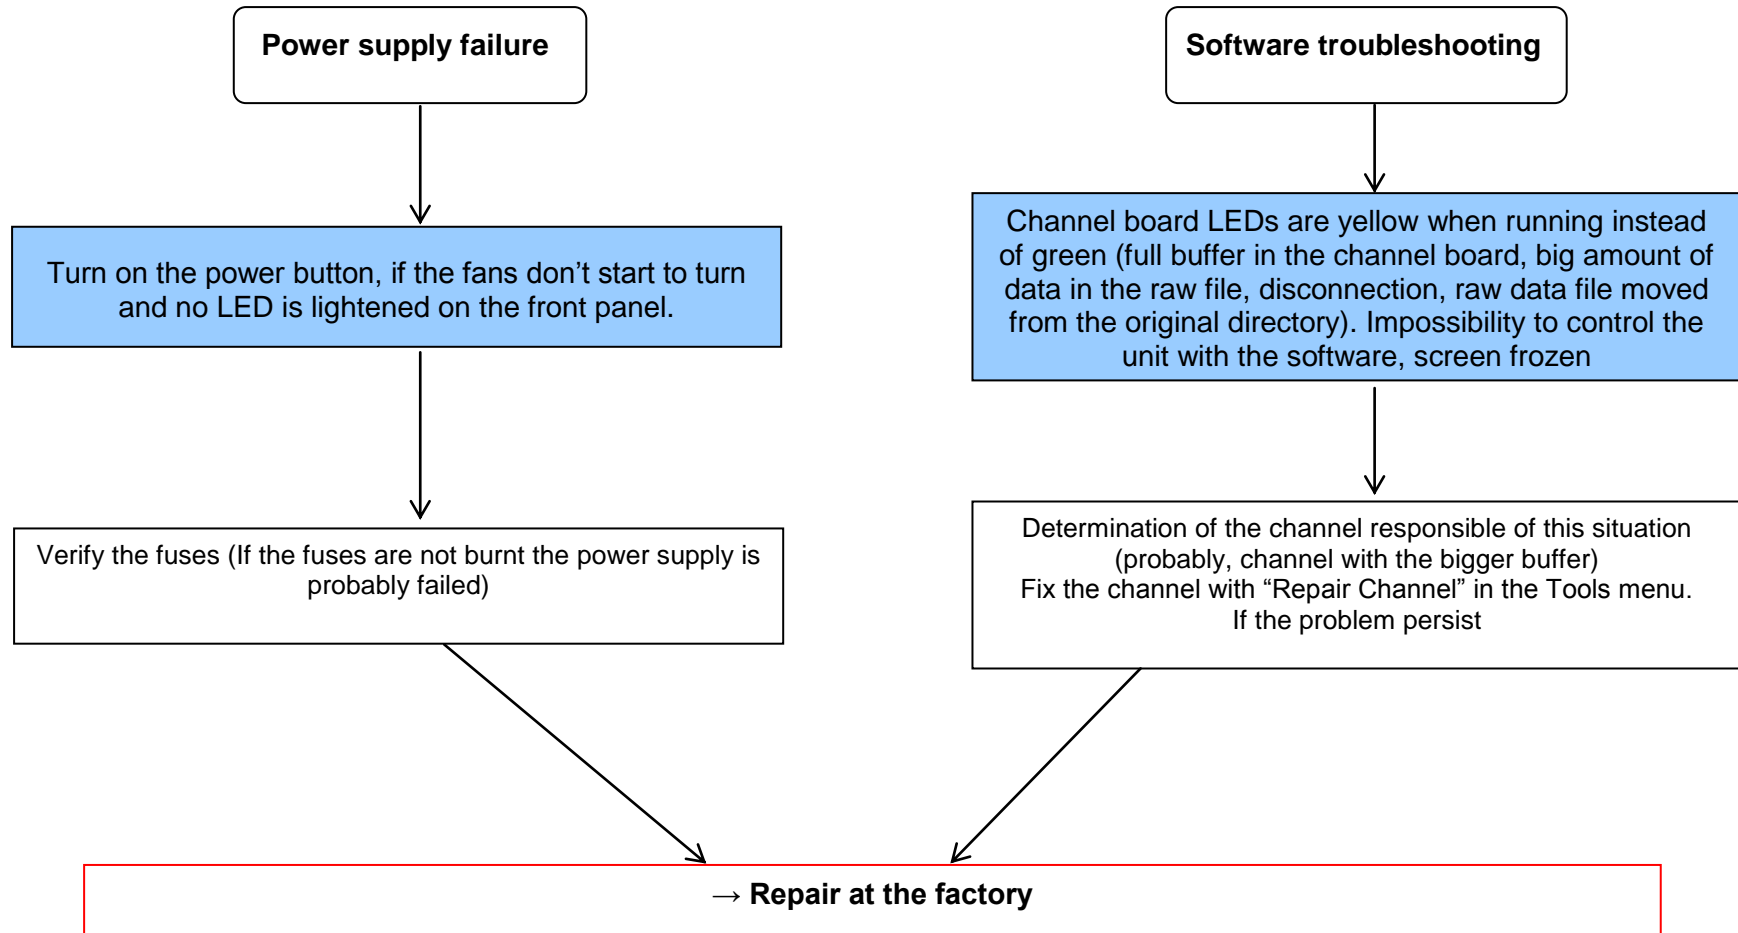 Power supply failure
Software troubleshooting
Turn on the power button, if the fans don’t start to turn
and no LED is lightened on the front panel.
Channel board LEDs are yellow when running instead
of green (full buffer in the channel board, big amount of
data in the raw file, disconnection, raw data file moved
from the original directory). Impossibility to control the
unit with the software, screen frozen
Verify the fuses (If the fuses are not burnt the power supply is
probably failed)
Determination of the channel responsible of this situation
(probably, channel with the bigger buffer)
Fix the channel with “Repair Channel” in the Tools menu.
If the problem persist
→ Repair at the factory